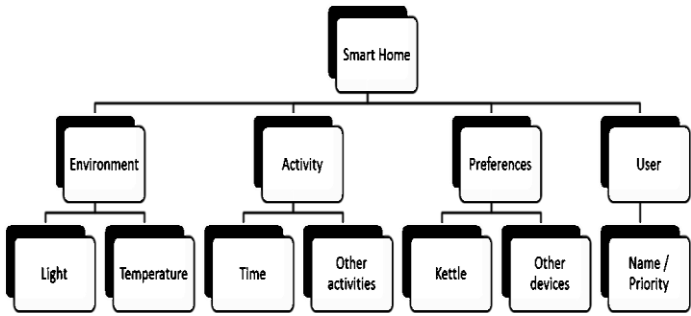 Smart Home
Environment
Activity
Preferences
User
Light
Temperature
Time
Other
activities
Kettle
Other
devices
Name /
Priority